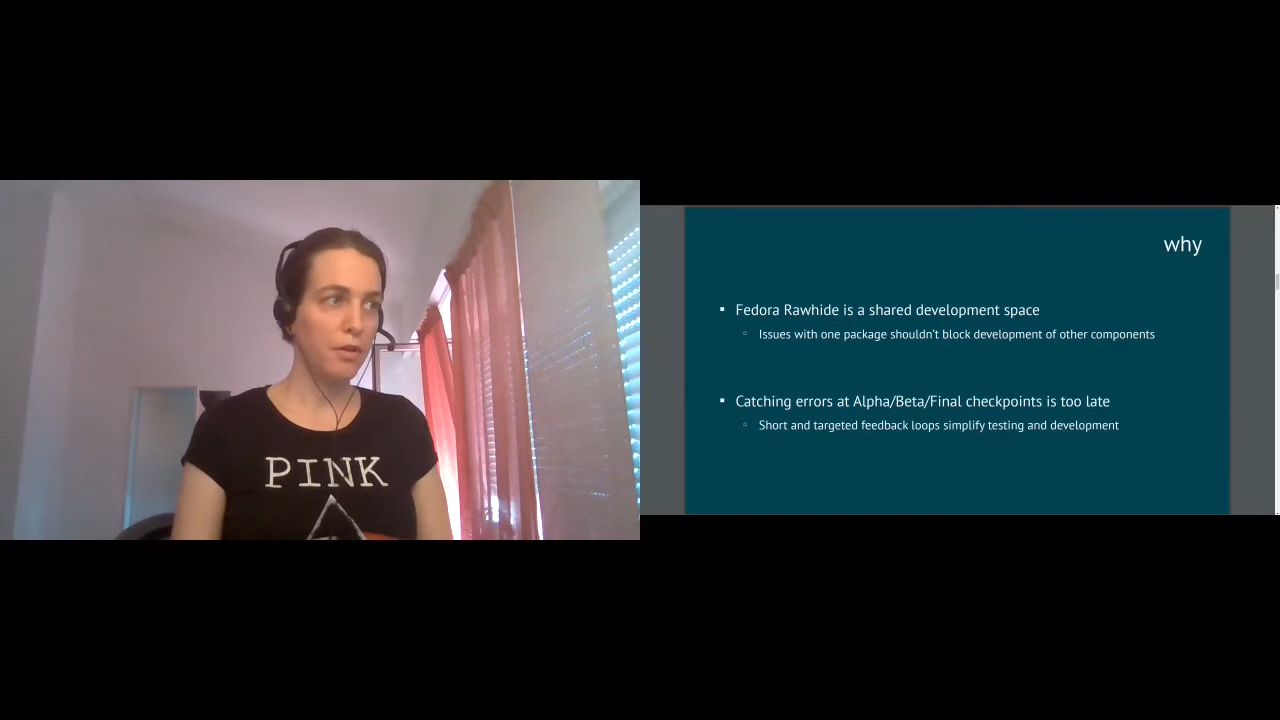 PINK
why
▪ Fedora Rawhide is a shared development space
◦ Issues with one package shouldn't block development of other components
▪ Catching errors at Alpha/Beta/Final checkpoints is too late
◦ Short and targeted feedback loops simplify testing and development